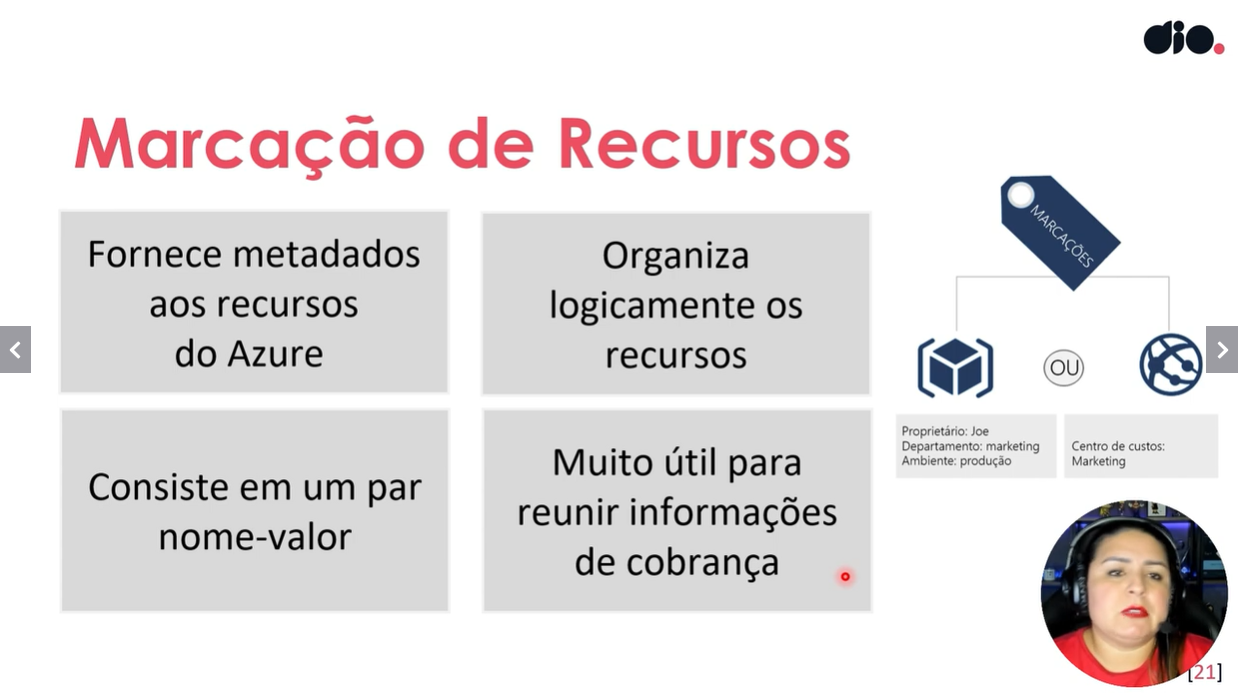 dio.
Marcação de Recursos
Fornece metadados
aos recursos
do Azure
Organiza
logicamente os
recursos
Consiste em um par
nome-valor
Muito útil para
reunir informações
de cobrança
MARCAÇÕES
OU
Proprietário: Joe
Departamento: marketing
Ambiente: produção
Centro de custos:
Marketing
[21]